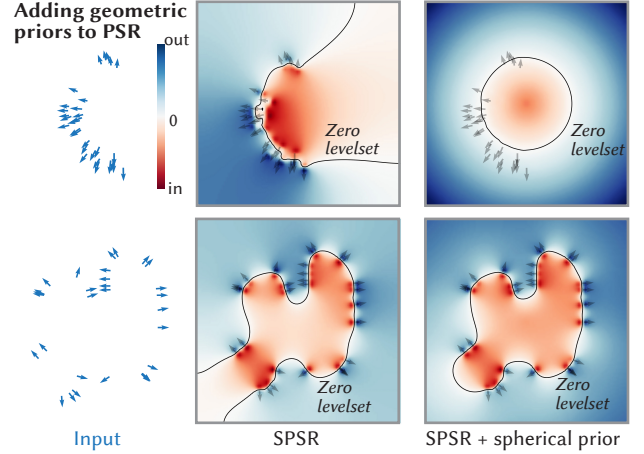 Adding geometric
priors to PSR
out
0
in
Zero
levelset
Zero
levelset
Zero
levelset
Zero
levelset
Input
SPSR
SPSR + spherical prior